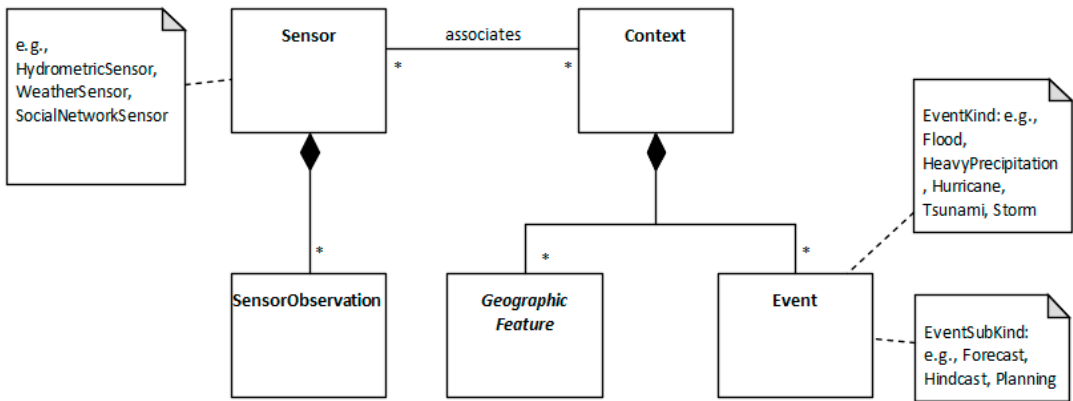 e.g.,
HydrometricSensor,
WeatherSensor,
SocialNetworkSensor
Sensor
associates
*
*
Context
EventKind: e.g.,
Flood,
HeavyPrecipitation
, Hurricane,
Tsunami, Storm
*
*
*
SensorObservation
Geographic
Feature
Event
EventSubKind:
e.g., Forecast,
Hindcast, Planning